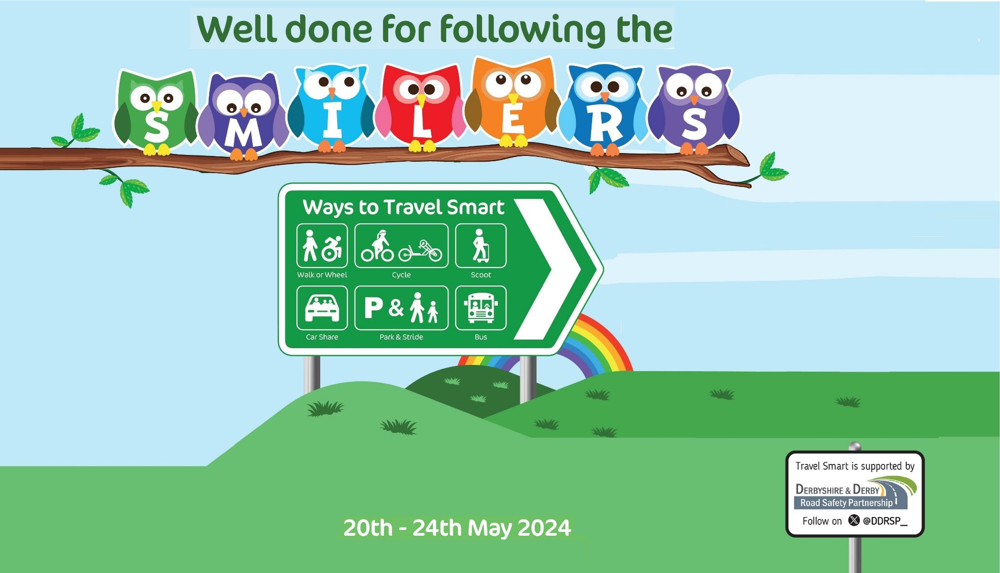 Well done for following the
S M I L E R S
Ways to Travel Smart
Walk or Wheel
Cycle
Scoot
P &
Car Share
Park & Stride
Bus
20th - 24th May 2024
Travel Smart is supported by
DERBYSHIRE & DERBY
Road Safety Partnership
Follow on X @DDRSP_